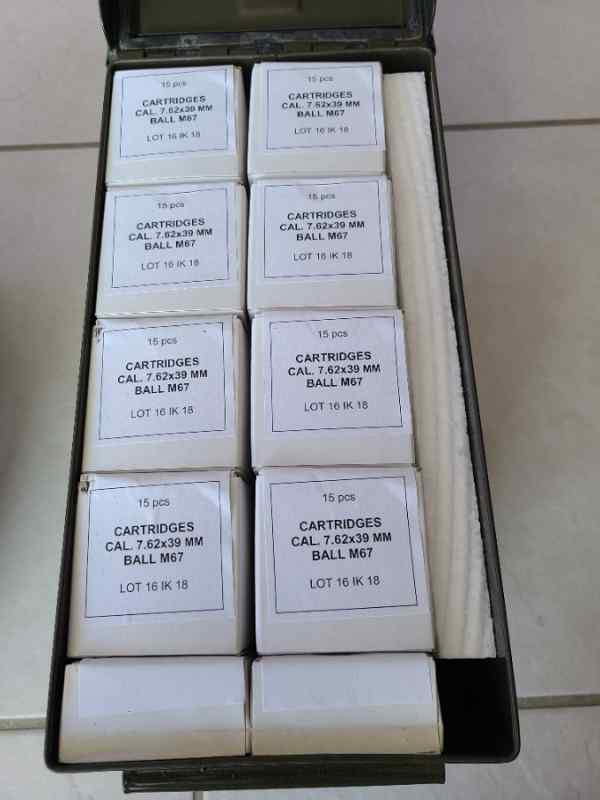 15 pcs
CARTRIDGES
CAL. 7.62x39 MM
BALL M67
LOT 16 IK 18
15 pcs
CARTRIDGES
CAL. 7.62x39 MM
BALL M67
LOT 16 IK 18
15 pcs
CARTRIDGES
CAL. 7.62x39 MM
BALL M67
LOT 16 IK 18
15 pcs
CARTRIDGES
CAL. 7.62x39 MM
BALL M67
LOT 16 IK 18
15 pcs
CARTRIDGES
CAL. 7.62x39 MM
BALL M67
LOT 16 IK 18
15 pcs
CARTRIDGES
CAL. 7.62x39 MM
BALL M67
LOT 16 IK 18
15 pcs
CARTRIDGES
CAL. 7.62x39 MM
BALL M67
LOT 16 IK 18
15 pcs
CARTRIDGES
CAL. 7.62x39 MM
BALL M67
LOT 16 IK 18